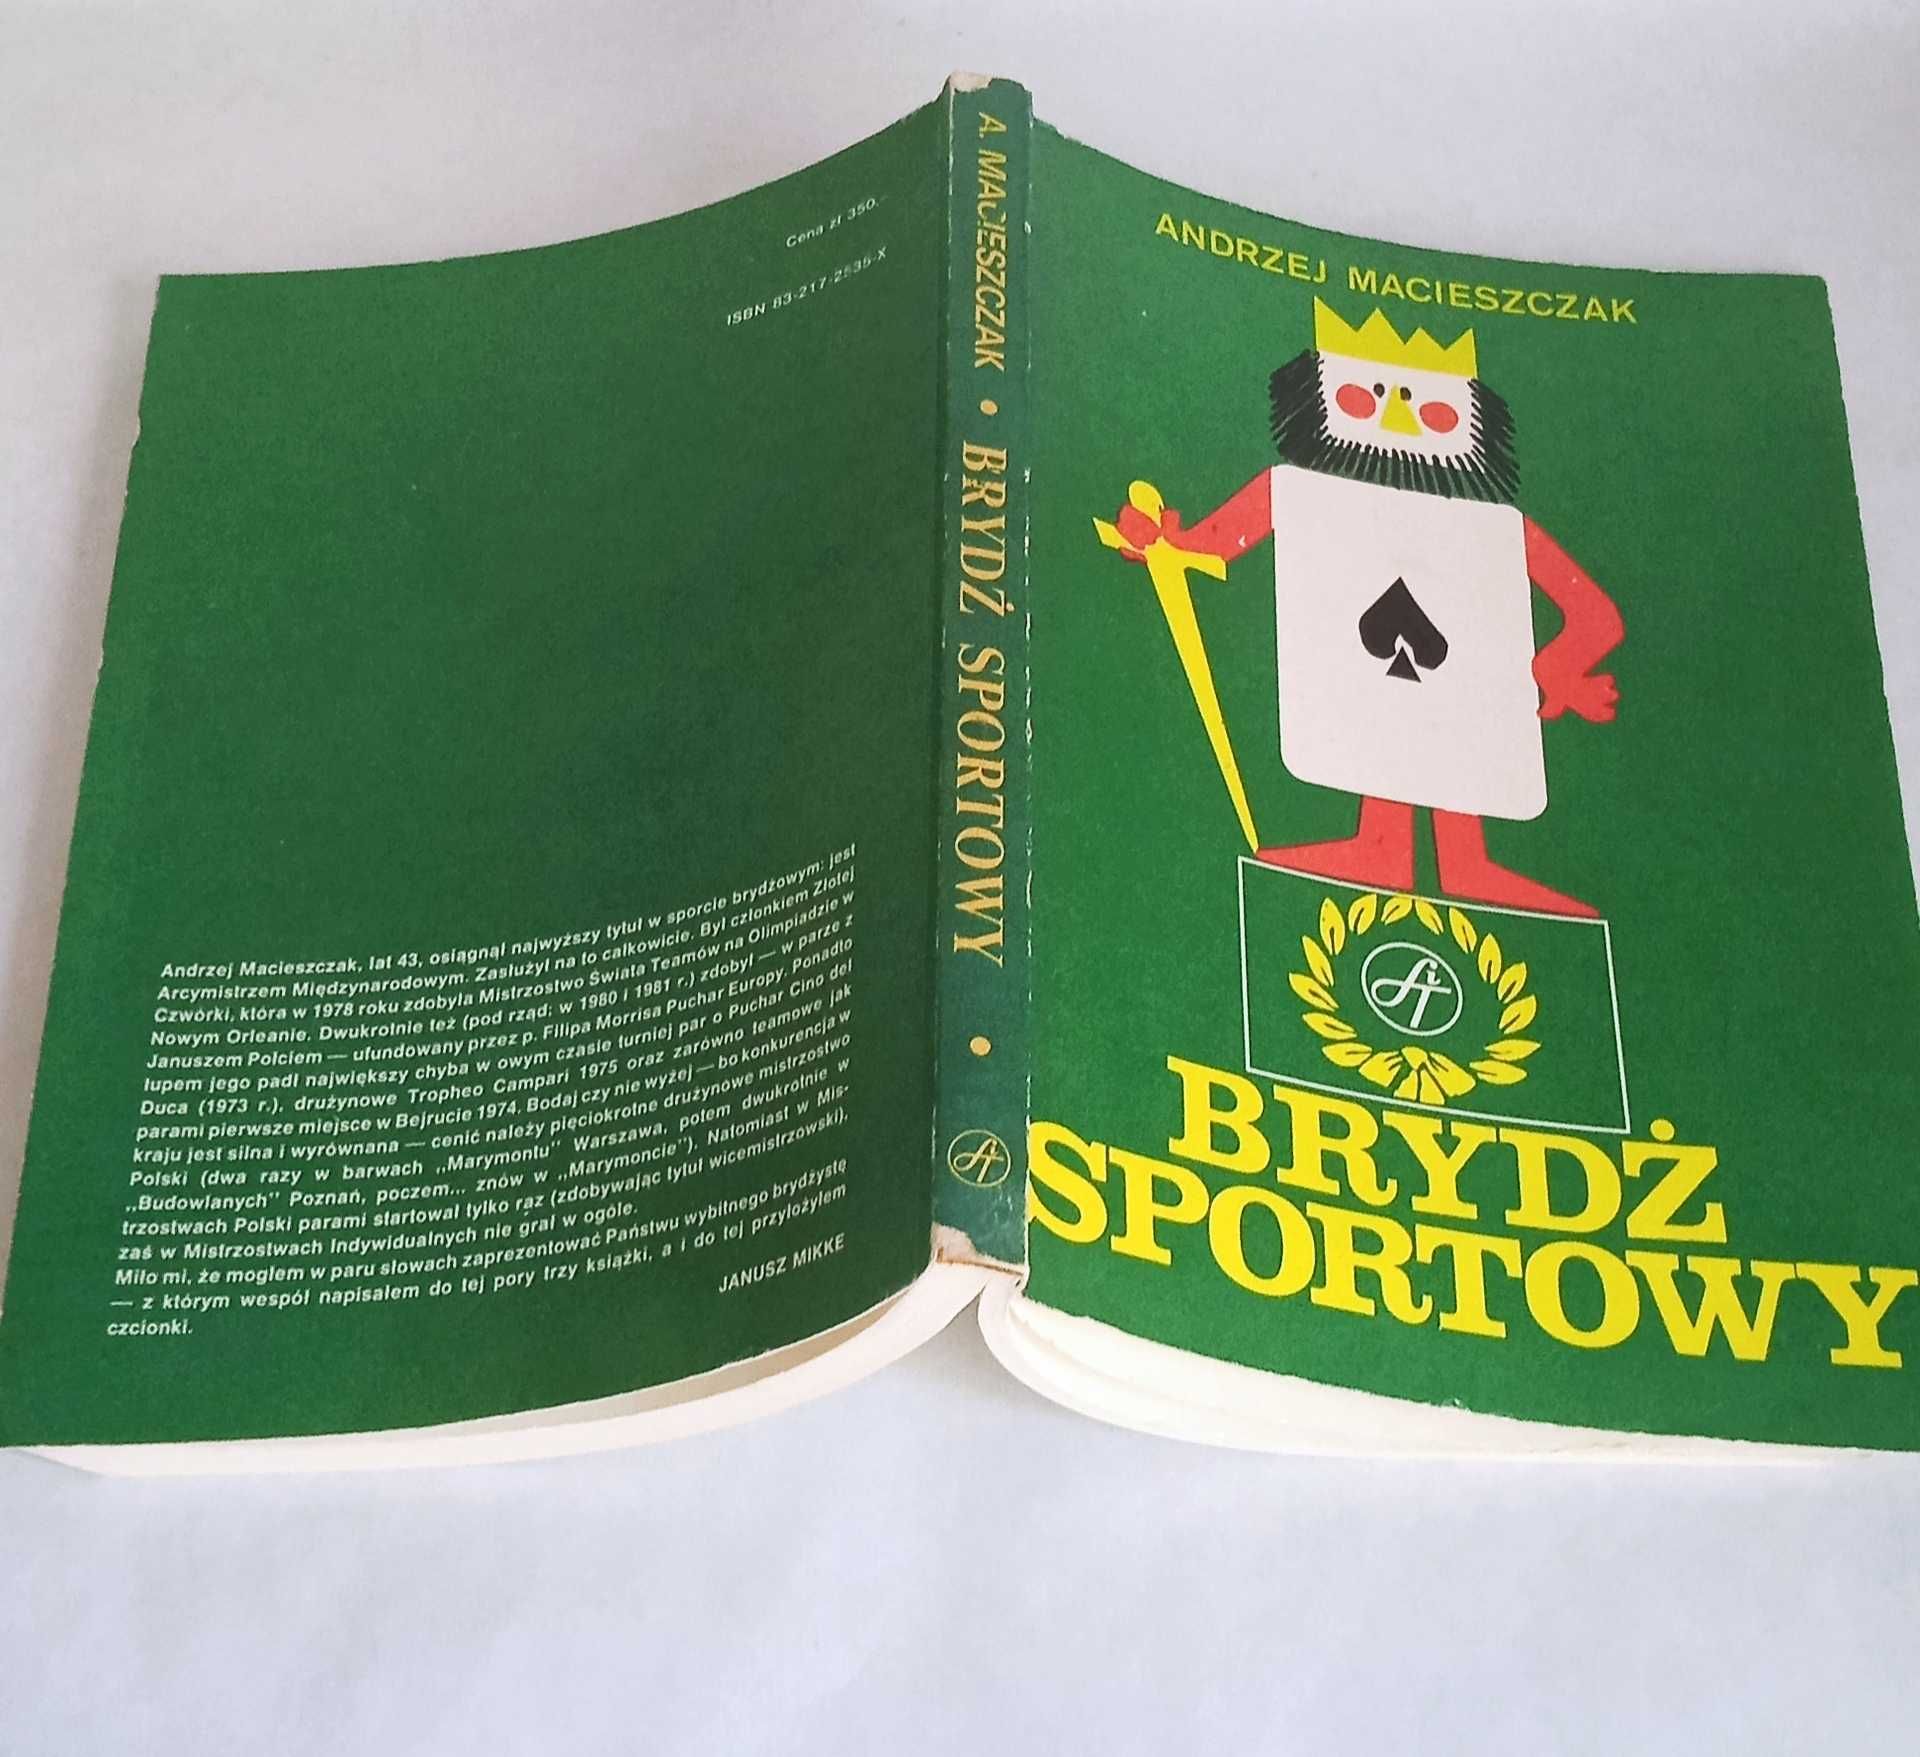 Cena zł 350.-
ISBN 83-217-2535-X
Andrzej Macieszczak, lat 43, osiągnął najwyższy tytuł w sporcie brydżowym: jest
Arcymistrzem Międzynarodowym. Zasłużył na to całkowicie. Był członkiem Złotej
Czwórki, która w 1978 roku zdobyła Mistrzostwo Świata Teamów na Olimpiadzie w
Nowym Orleanie. Dwukrotnie też (pod rząd: w 1980 i 1981 r.) zdobył — w parze z
Januszem Połciem — ufundowany przez p. Filipa Morrisa Puchar Europy. Ponadto
łupem jego padł największy chyba w owym czasie turniej par o Puchar Cino del
Duca (1973 r.), drużynowe Tropheo Campari 1975 oraz zarówno teamowe jak
parami pierwsze miejsce w Bejrucie 1974. Bodaj czy nie wyżej — bo konkurencja w
kraju jest silna i wyrównana — cenić należy pięciokrotne drużynowe mistrzostwo
Polski (dwa razy w barwach „Marymontu" Warszawa, potem dwukrotnie w
„Budowlanych" Poznań, poczem... znów w „Marymoncie"). Natomiast w Mis-
trzostwach Polski parami startował tylko raz (zdobywając tytuł wicemistrzowski),
zaś w Mistrzostwach Indywidualnych nie grał w ogóle.
Miło mi, że mogłem w paru słowach zaprezentować Państwu wybitnego brydżystę
— z którym wespół napisałem do tej pory trzy książki, a i do tej przyłożyłem
czcionki.
JANUSZ MIKKE
A. MACIESZCZAK • BRYDŻ SPORTOWY •
ANDRZEJ MACIESZCZAK
BRYDŻ
SPORTOWY